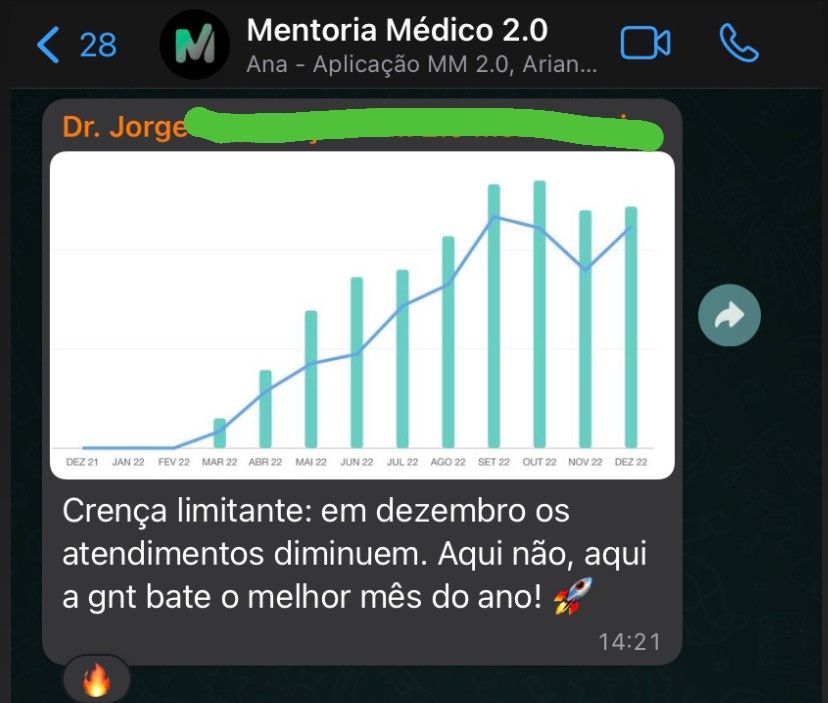 28
Mentoria Médico 2.0
Ana - Aplicação MM 2.0, Arian...
Dr. Jorge
DEZ 21 JAN 22 FEV 22 MAR 22 ABR 22 MAI 22 JUN 22 JUL 22 AGO 22 SET 22 OUT 22 NOV 22 DEZ 22
Crença limitante: em dezembro os
atendimentos diminuem. Aqui não, aqui
a gnt bate o melhor mês do ano! 🚀
14:21